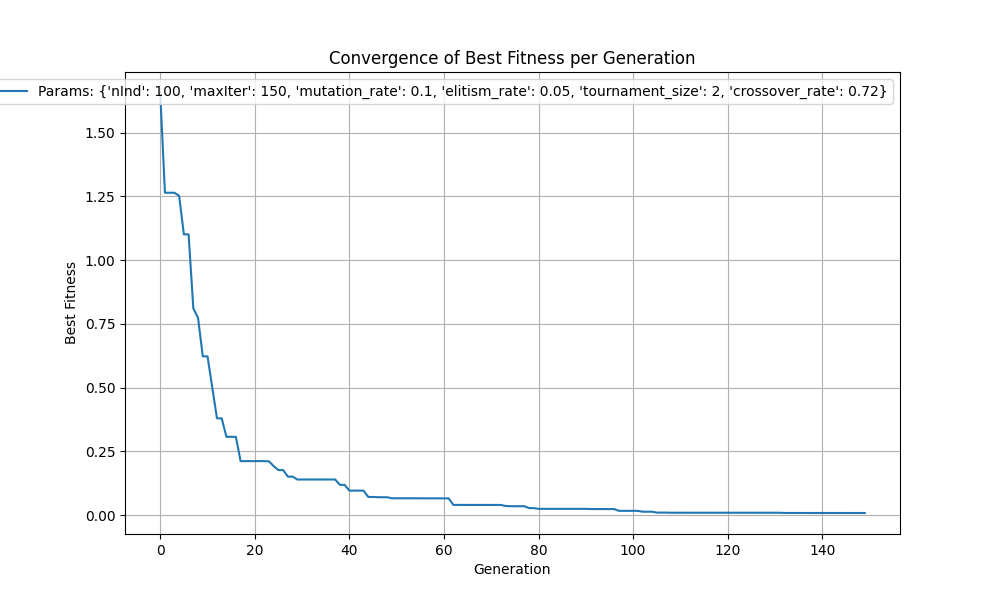 Convergence of Best Fitness per Generation
Params: {'nInd': 100, 'maxIter': 150, 'mutation_rate': 0.1, 'elitism_rate': 0.05, 'tournament_size': 2, 'crossover_rate': 0.72}
1.50
1.25
1.00
0.75
0.50
0.25
0.00
Best Fitness
0 20 40 60 80 100 120 140
Generation